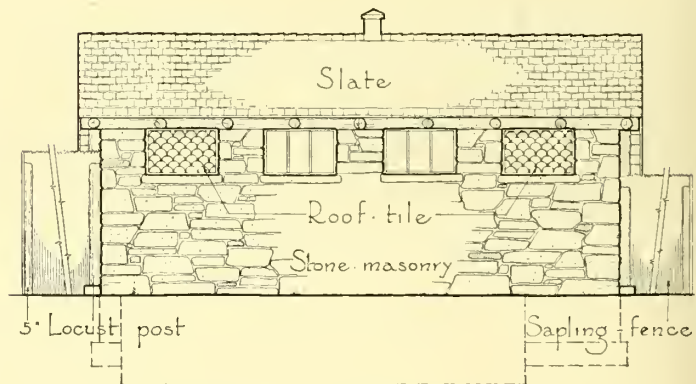 Slate
Roof tile
Stone masonry
5" Locust post
Sapling fence